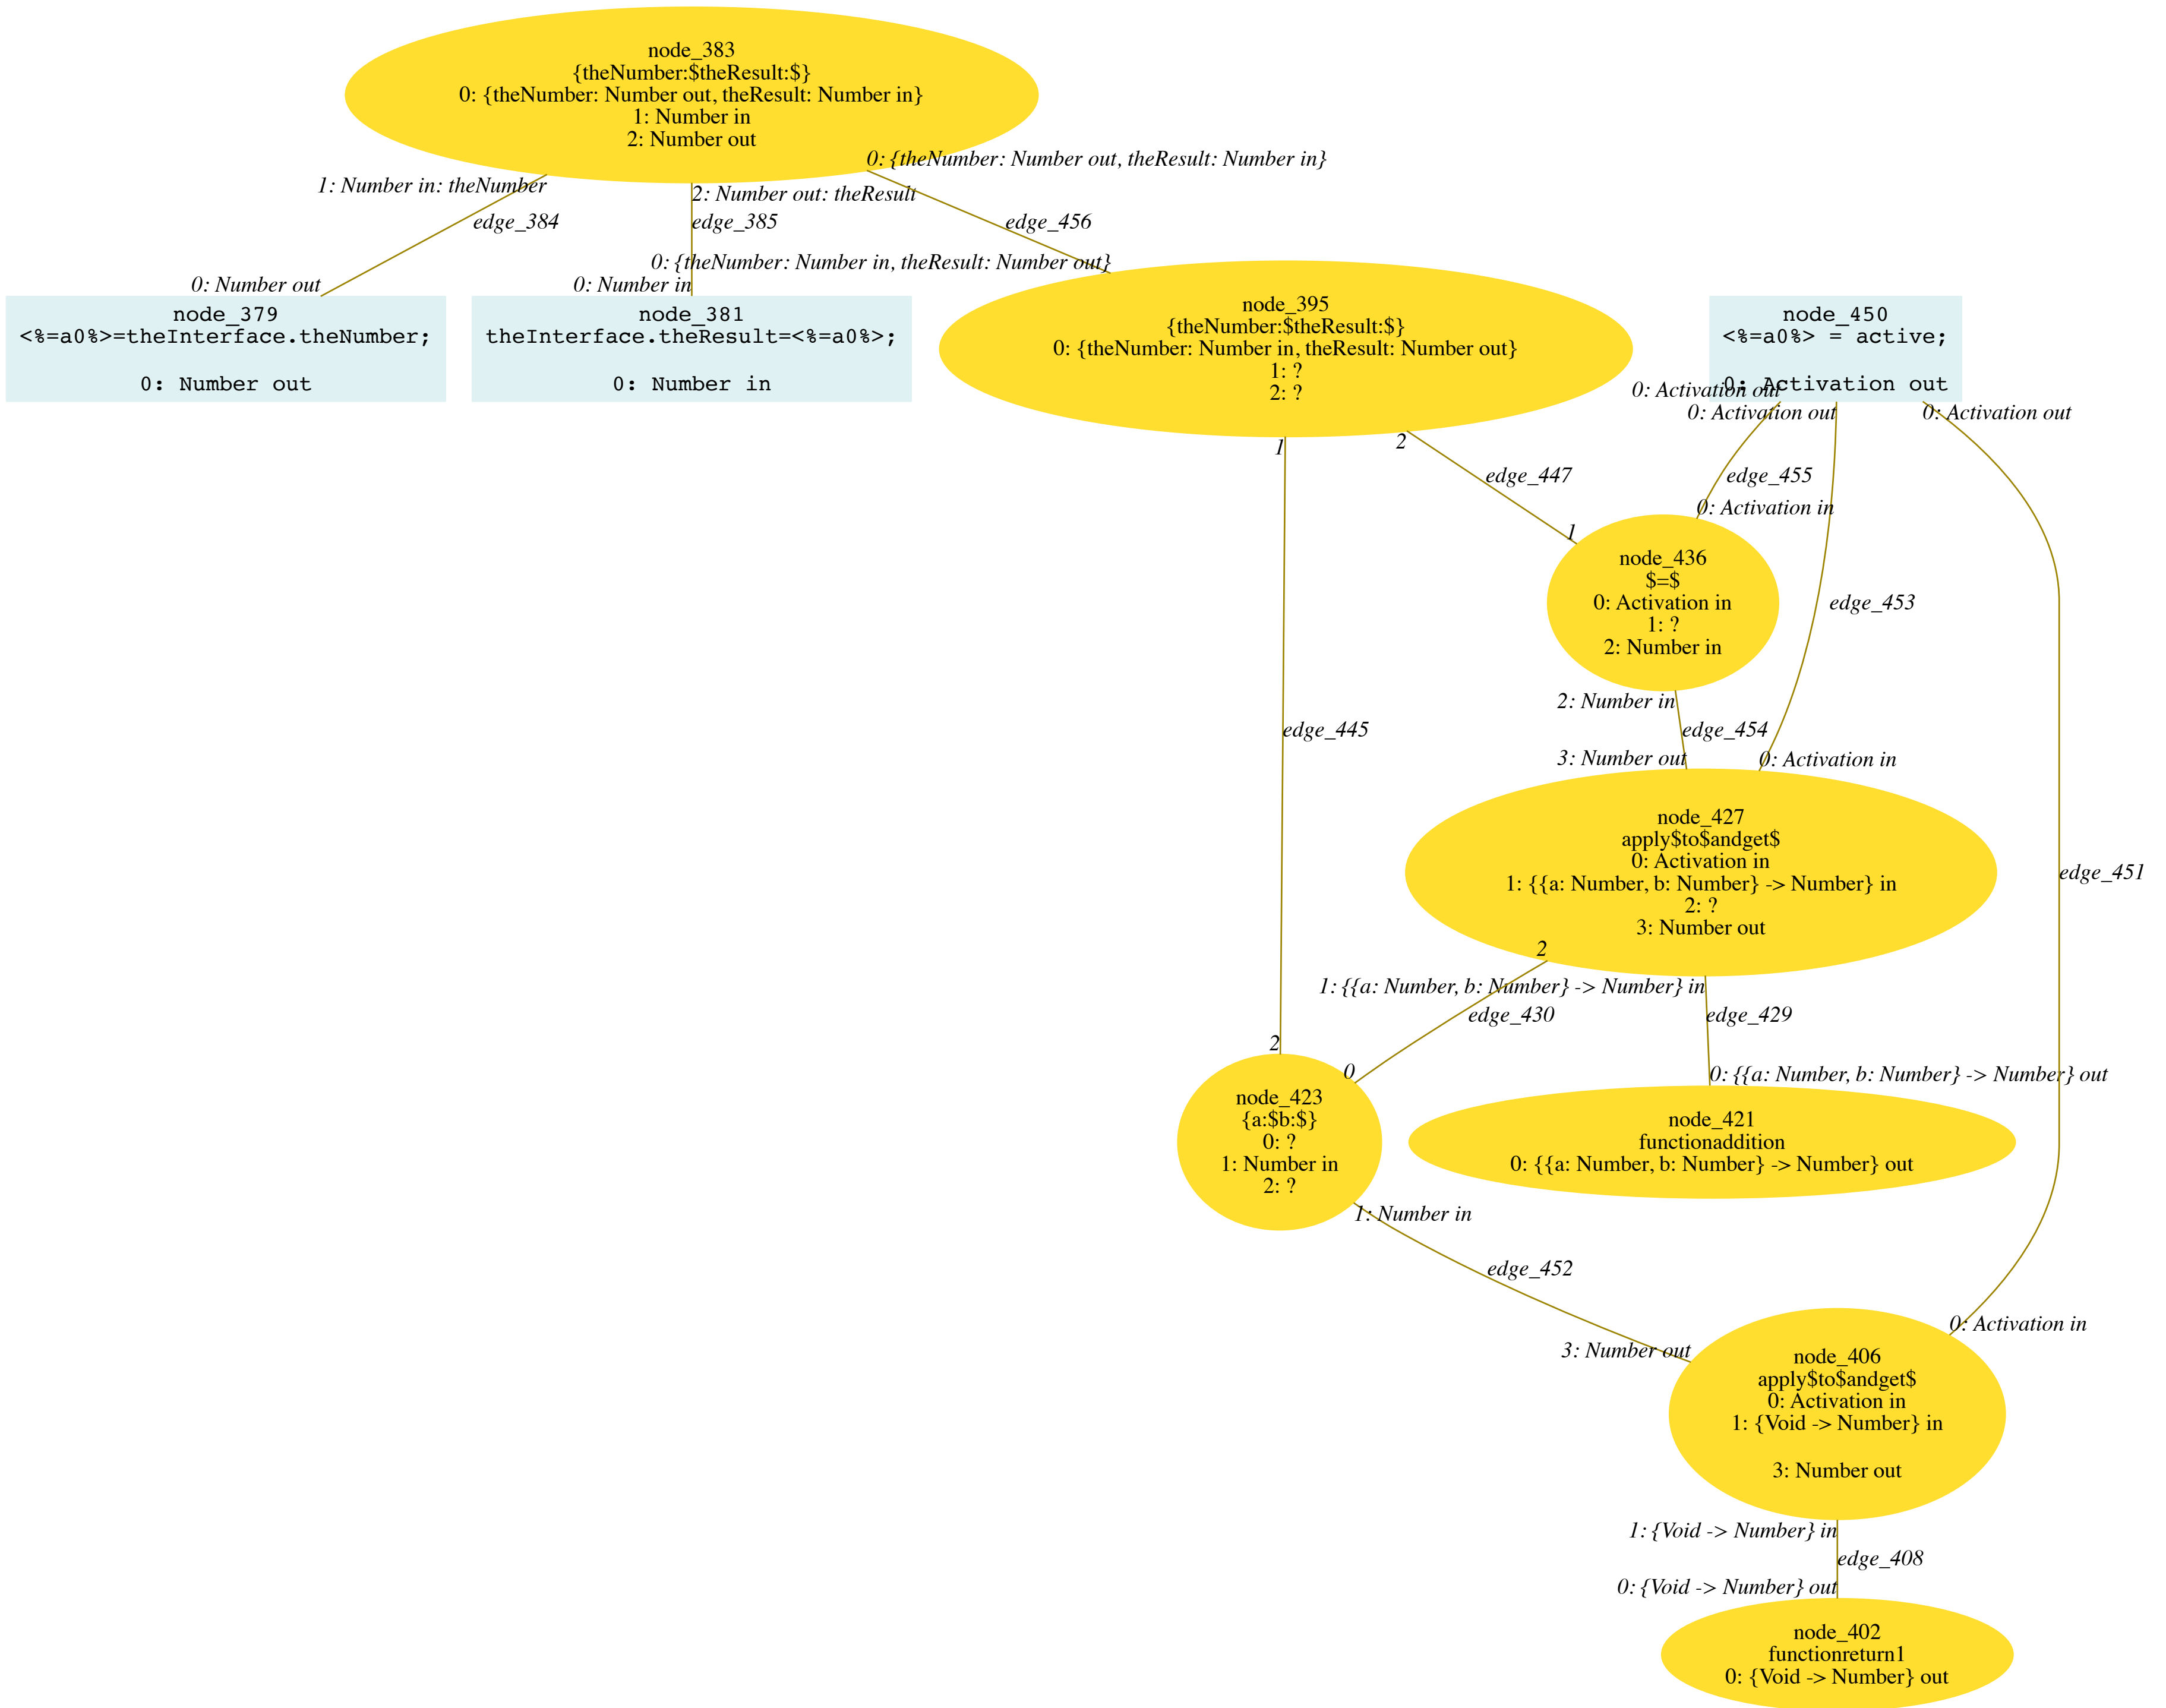 node_383
{theNumber:$theResult:$}
0: {theNumber: Number out, theResult: Number in}
1: Number in
2: Number out
0: {theNumber: Number out, theResult: Number in}
1: Number in: theNumber
2: Number out: theResult
edge_384
edge_385
edge_456
0: {theNumber: Number in, theResult: Number out}
0: Number out
0: Number in
node_379
<%=a0%>=theInterface.theNumber;
0: Number out
node_381
theInterface.theResult=<%=a0%>;
0: Number in
node_395
{theNumber:$theResult:$}
0: {theNumber: Number in, theResult: Number out}
1: ?
2: ?
node_450
<%=a0%> = active;
0: Activation out
0: Activation out
0: Activation out
0: Activation out
1
2
edge_447
edge_455
0: Activation in
1
node_436
$=$
0: Activation in
1: ?
2: Number in
edge_453
2: Number in
edge_445
edge_454
3: Number out
0: Activation in
node_427
apply$to$andget$
0: Activation in
1: {{a: Number, b: Number} -> Number} in
2: ?
3: Number out
edge_451
2
1: {{a: Number, b: Number} -> Number} in
edge_430
edge_429
2
0
0: {{a: Number, b: Number} -> Number} out
node_423
{a:$b:$}
0: ?
1: Number in
2: ?
node_421
functionaddition
0: {{a: Number, b: Number} -> Number} out
1: Number in
edge_452
0: Activation in
3: Number out
node_406
apply$to$andget$
0: Activation in
1: {Void -> Number} in
3: Number out
1: {Void -> Number} in
edge_408
0: {Void -> Number} out
node_402
functionreturn1
0: {Void -> Number} out